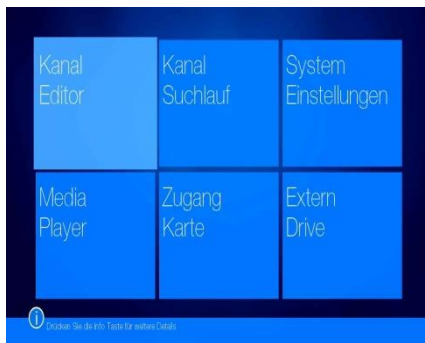 Kanal
Editor
Kanal
Suchlauf
System
Einstellungen
Media
Player
Zugang
Karte
Extern
Drive
Drücken Sie die Info Taste für weitere Details